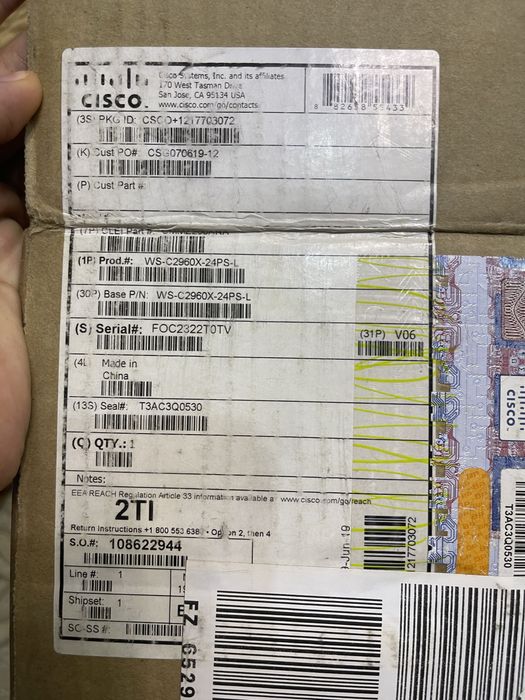 CISCO
Cisco Systems, Inc. and its affiliates
170 West Tasman Drive
San Jose, CA 95134 USA
www.cisco.com/go/contacts
(3S) PKG ID: CSCO+1217703072
(K) Cust PO#: CSG070619-12
(P) Cust Part #:
(1P) Prod.#: WS-C2960X-24PS-L
(30P) Base P/N: WS-C2960X-24PS-L
(S) Serial#: FOC2322T0TV
(31P) V06
(4L) Made in
China
(13S) Seal#: T3AC3Q0530
(Q) QTY.: 1
Notes:
EEA REACH Regulation Article 33 information available at www.cisco.com/go/reach
2TI
Return Instructions +1 800 553 638 • Option 2, then 4
S.O.#: 108622944
Line #: 1
Shipset: 1
SC-SS #:
1217703072
CISCO
T3AC3Q0530
FZ 6529